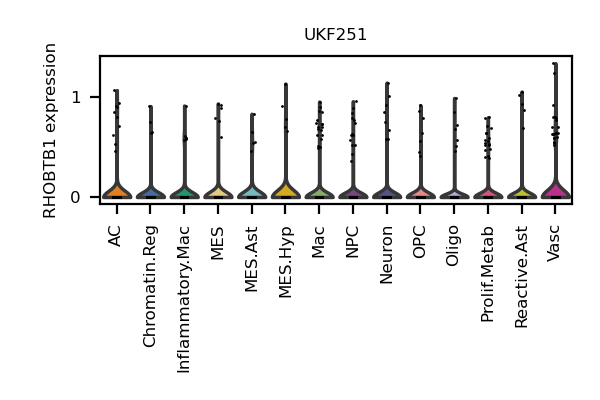 UKF251
RHOBTB1 expression
1
0
AC
Chromatin.Reg
Inflammatory.Mac
MES
MES.Ast
MES.Hyp
Mac
NPC
Neuron
OPC
Oligo
Prolif.Metab
Reactive.Ast
Vasc